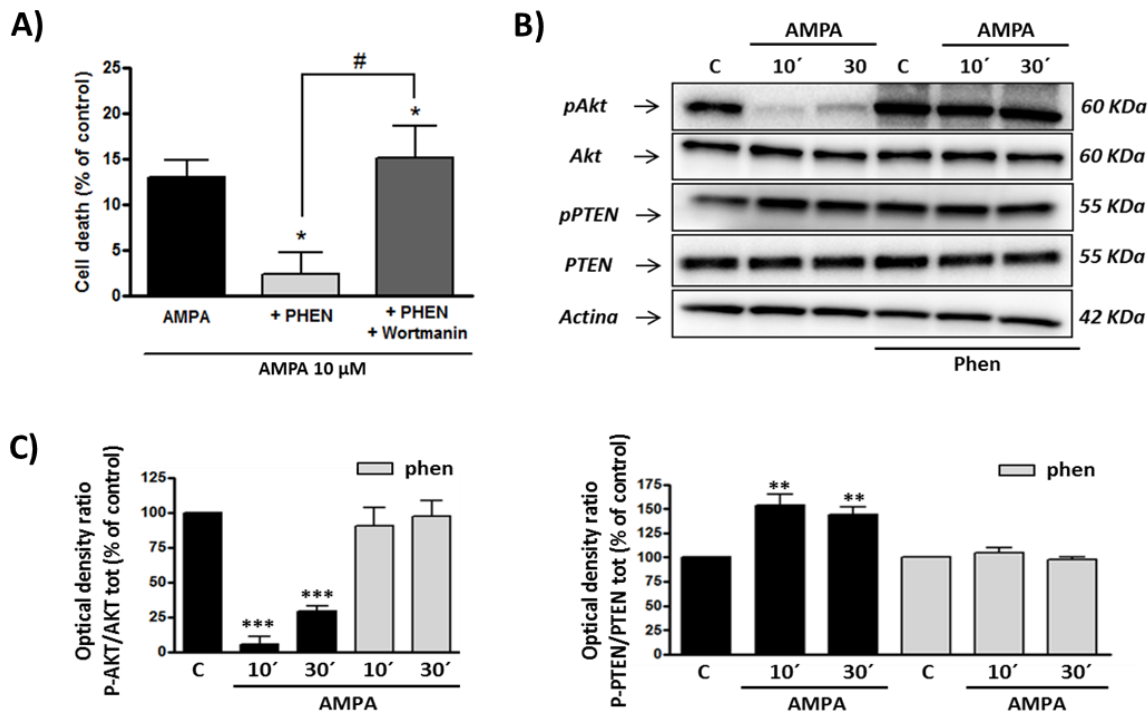 A)
Cell death (% of control)
25
20
15
10
5
0
#
*
*
AMPA
+ PHEN
+ PHEN
+ Wortmanin
AMPA 10 µM
B)
AMPA
AMPA
C 10´ 30 C 10´ 30´
pAkt → 60 KDa
Akt → 60 KDa
pPTEN → 55 KDa
PTEN → 55 KDa
Actina → 42 KDa
Phen
C)
Optical density ratio
P-AKT/AKT tot (% of control)
125
100
75
50
25
0
phen
***
***
C 10´ 30´ 10´ 30´
AMPA
Optical density ratio
P-PTEN/PTEN tot (% of control)
175
150
125
100
75
50
25
0
phen
**
**
C 10´ 30´ C 10´ 30´
AMPA AMPA